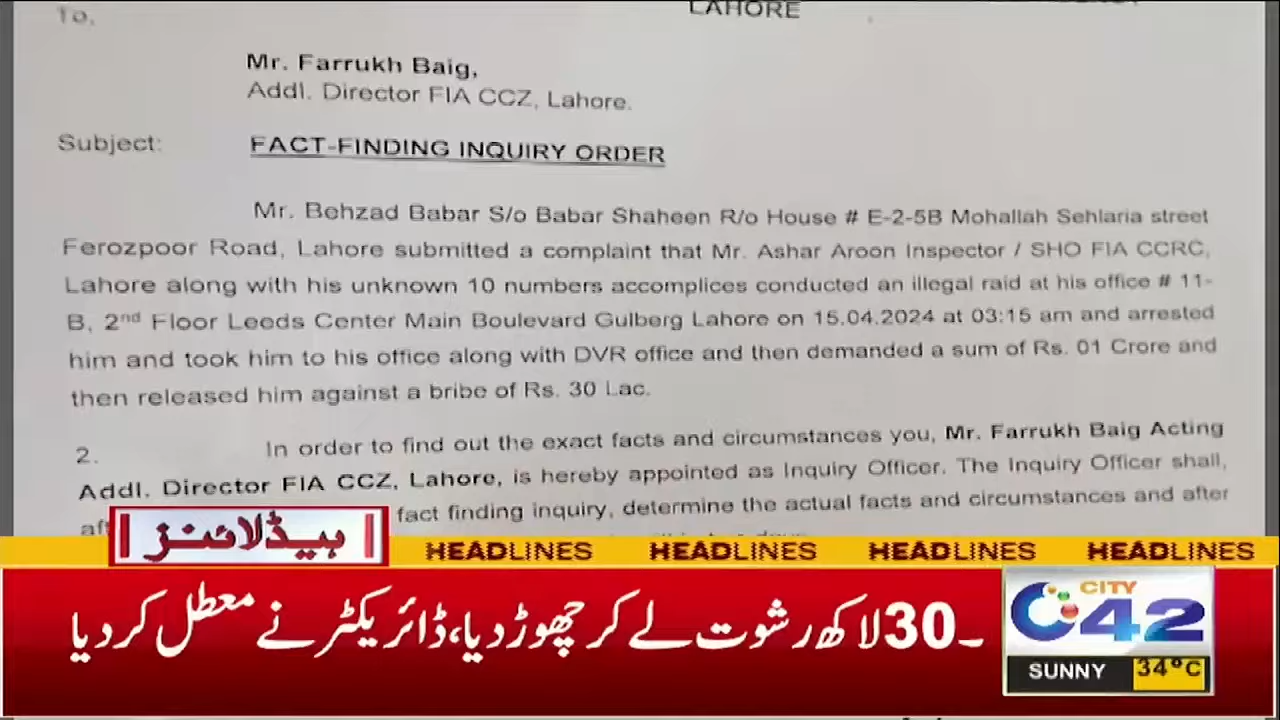 To,
LAHORE
Mr. Farrukh Baig,
Addl. Director FIA CCZ, Lahore.
Subject: FACT-FINDING INQUIRY ORDER
Mr. Behzad Babar S/o Babar Shaheen R/o House # E-2-5B Mohallah Sehlaria street
Ferozpoor Road, Lahore submitted a complaint that Mr. Ashar Aroon Inspector / SHO FIA CCRC,
Lahore along with his unknown 10 numbers accomplices conducted an illegal raid at his office # 11-
B, 2nd Floor Leeds Center Main Boulevard Gulberg Lahore on 15.04.2024 at 03:15 am and arrested
him and took him to his office along with DVR office and then demanded a sum of Rs. 01 Crore and
then released him against a bribe of Rs. 30 Lac.
2. In order to find out the exact facts and circumstances you, Mr. Farrukh Baig Acting
Addl. Director FIA CCZ, Lahore, is hereby appointed as Inquiry Officer. The Inquiry Officer shall,
fact finding inquiry, determine the actual facts and circumstances and after
ہیڈلائنز
HEADLINES HEADLINES HEADLINES HEADLINES
۔30 لاکھ رشوت لے کر چھوڑ دیا، ڈائریکٹر نے معطل کر دیا
CITY
42
SUNNY 34°C